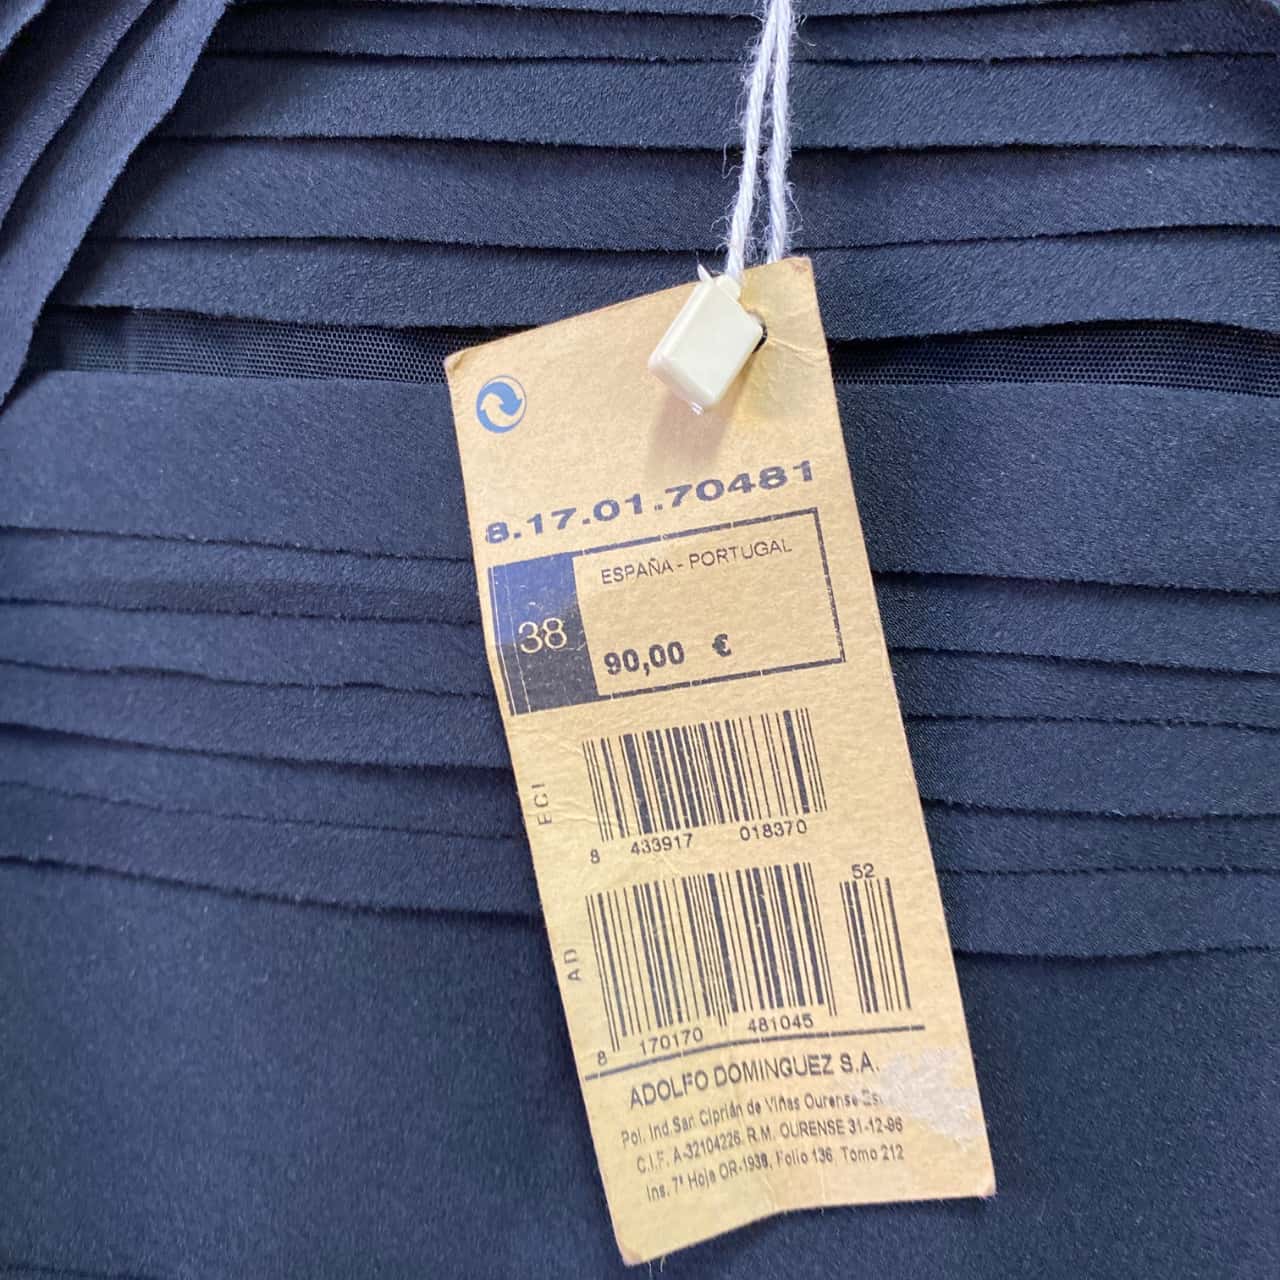 8.17.01.70481
ESPAÑA - PORTUGAL
38
90,00 €
ECI
8 433917 018370
52
AD
8 170170 481045
ADOLFO DOMINGUEZ S.A.
Pol. Ind. San Ciprián de Viñas Ourense
C.I.F. A-32104226 R.M. OURENSE 31-12-96
Ins. 7ª Hoja OR-1938, Folio 136 Tomo 212